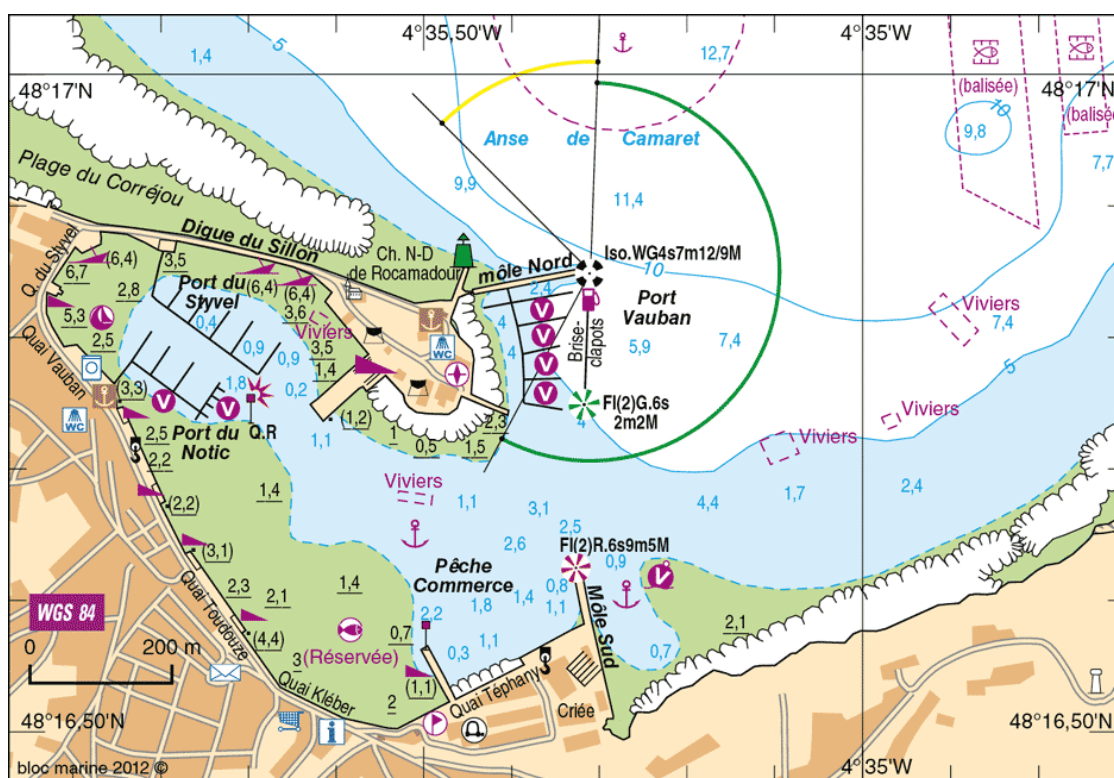 4°35,50'W
4°35'W
1,4
5
12,7
48°17'N
48°17'N
(balisée)
(balisée
10
9,8
7,7
Anse de Camaret
Plage du Corréjou
9,9
11,4
Digue du Sillon
Ch. N-D
de Rocamadour
môle Nord
Iso.WG4s7m12/9M
10
Q. du Styvel
6,7
(6,4)
3,5
(6,4)
(6,4)
2,8
Port du
Styvel
0,4
3,6
Viviers
2,4
4
4
V
V
V
V
Brise-
clapots
Port
Vauban
5,9
7,4
Viviers
7,4
5
5,3
2,5
Quai Vauban
0,9
0,9
0,2
3,5
1,4
WC
1,8
(3,3)
V
V
Q.R
WC
Port du
Notic
2,5
2,2
1,1
(1,2)
1
0,5
1,5
2,3
4
Fl(2)G.6s
2m2M
Viviers
Viviers
(2,2)
1,4
Viviers
1,1
3,1
4,4
1,7
2,4
(3,1)
2,5
2,6
Fl(2)R.6s9m5M
Pêche
Commerce
0,9
V
Quai Toudouze
2,3
2,1
1,4
0,8
1,4
1,8
1,1
Môle Sud
WGS 84
0
200 m
(4,4)
2,2
0,7
1,1
2,1
0,7
3
(Réservée)
0,3
(1,1)
Quai Kléber
2
Quai Téphany
Criée
48°16,50'N
48°16,50'N
i
4°35'W
bloc marine 2012 ©